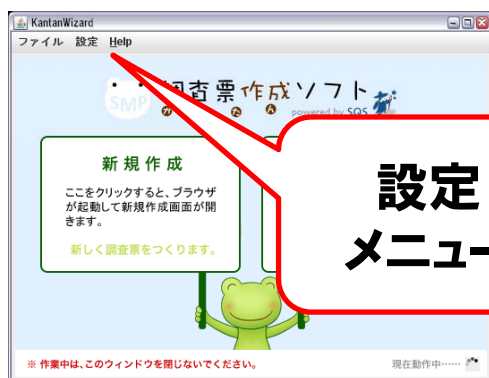 KantanWizard
ファイル 設定 Help
SMP 調査票作成ソフト
か た A powered by SQS
新規作成
ここをクリックすると、ブラウザ
が起動して新規作成画面が開
きます。
新しく調査票をつくります。
設定
メニュー
※ 作業中は、このウィンドウを閉じないでください。
現在動作中……